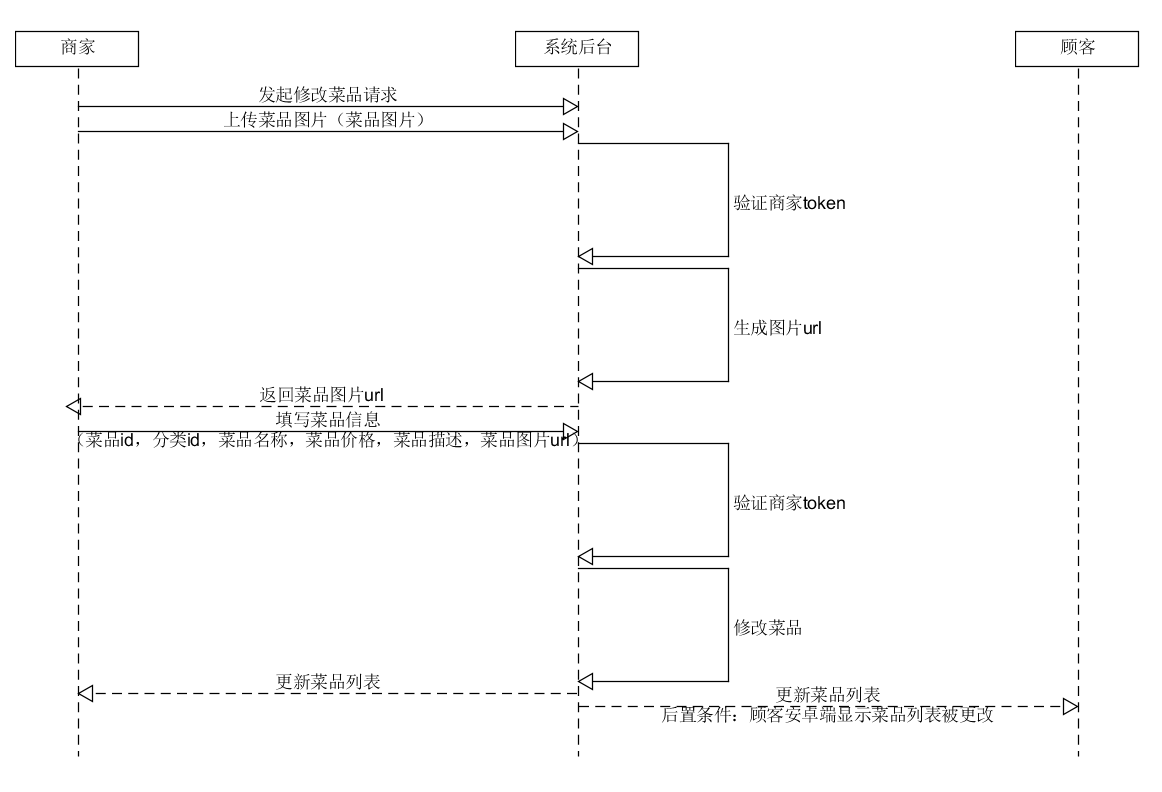 商家
系统后台
顾客
发起修改菜品请求
上传菜品图片（菜品图片）
验证商家token
生成图片url
返回菜品图片url
填写菜品信息
（菜品id，分类id，菜品名称，菜品价格，菜品描述，菜品图片url）
验证商家token
修改菜品
更新菜品列表
更新菜品列表
后置条件：顾客安卓端显示菜品列表被更改